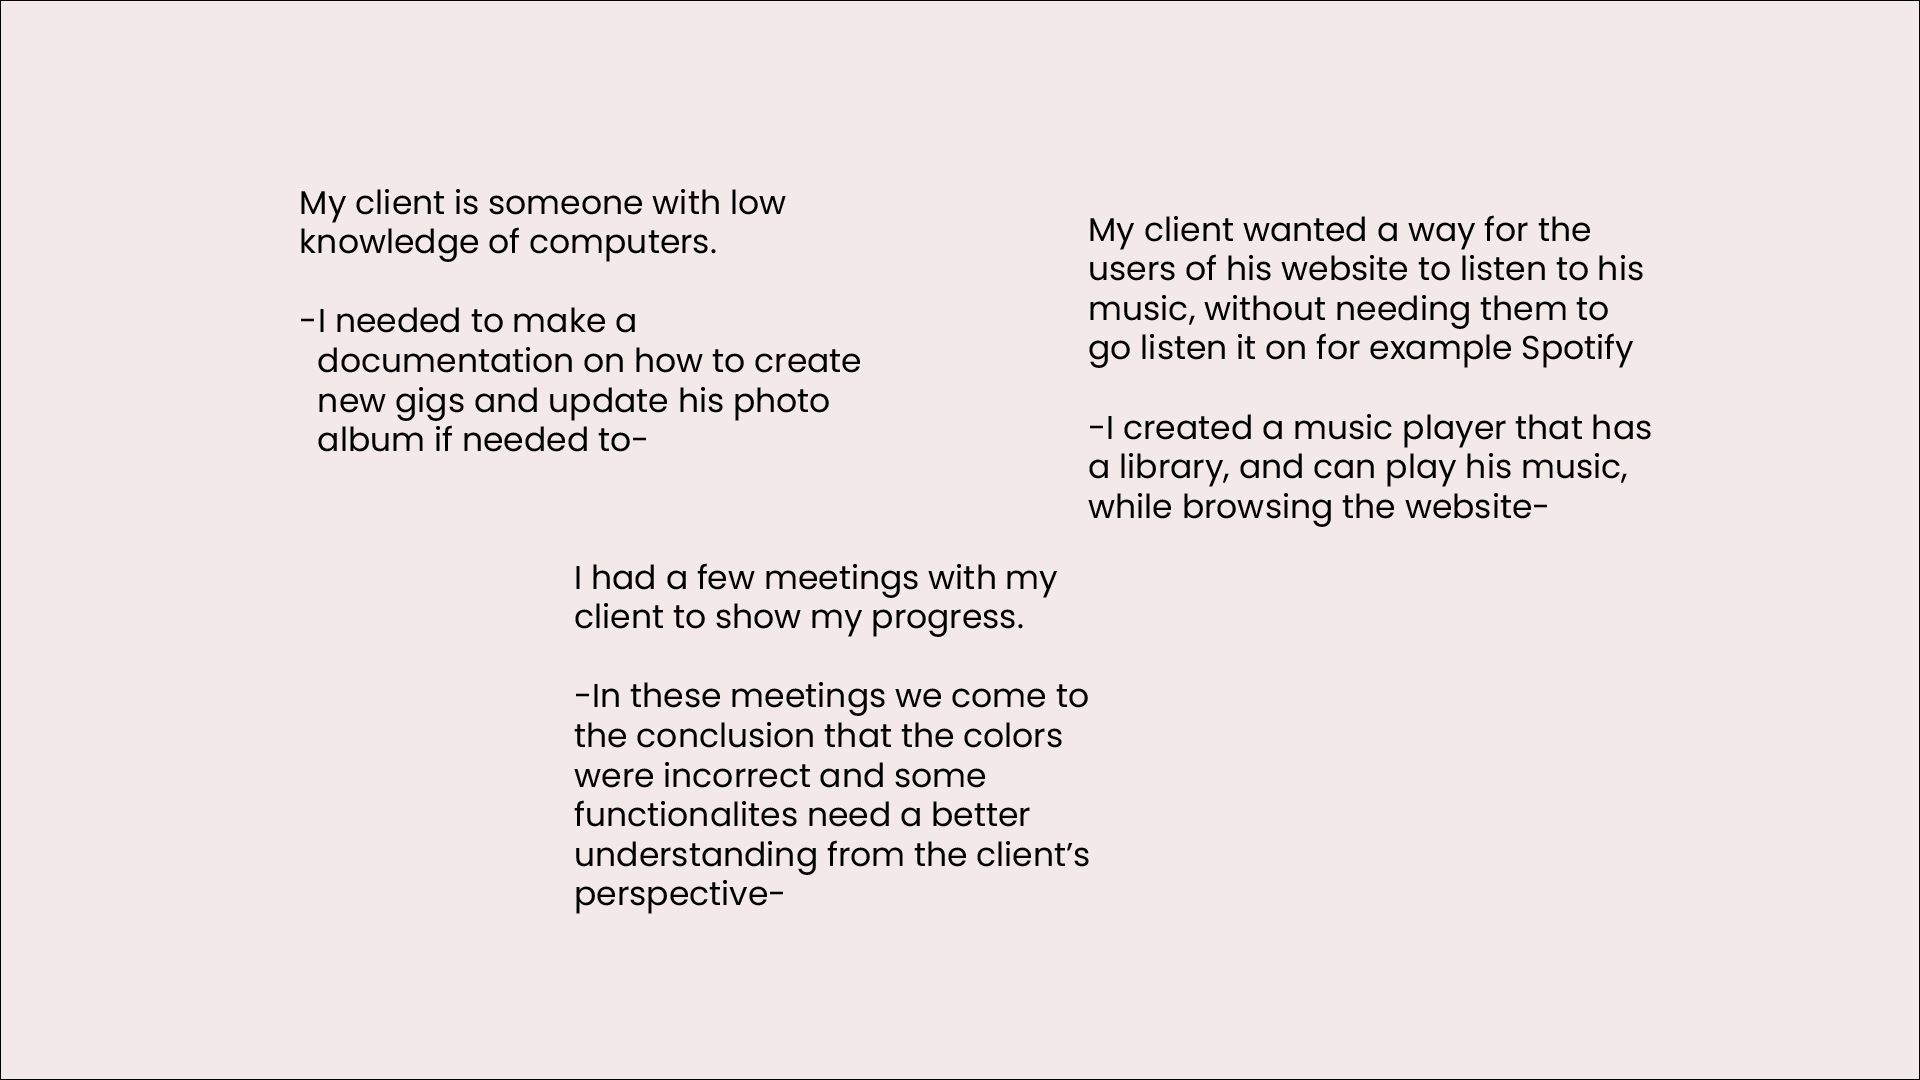 My client is someone with low
knowledge of computers.
-I needed to make a
documentation on how to create
new gigs and update his photo
album if needed to-
My client wanted a way for the
users of his website to listen to his
music, without needing them to
go listen it on for example Spotify
-I created a music player that has
a library, and can play his music,
while browsing the website-
I had a few meetings with my
client to show my progress.
-In these meetings we come to
the conclusion that the colors
were incorrect and some
functionalites need a better
understanding from the client’s
perspective-